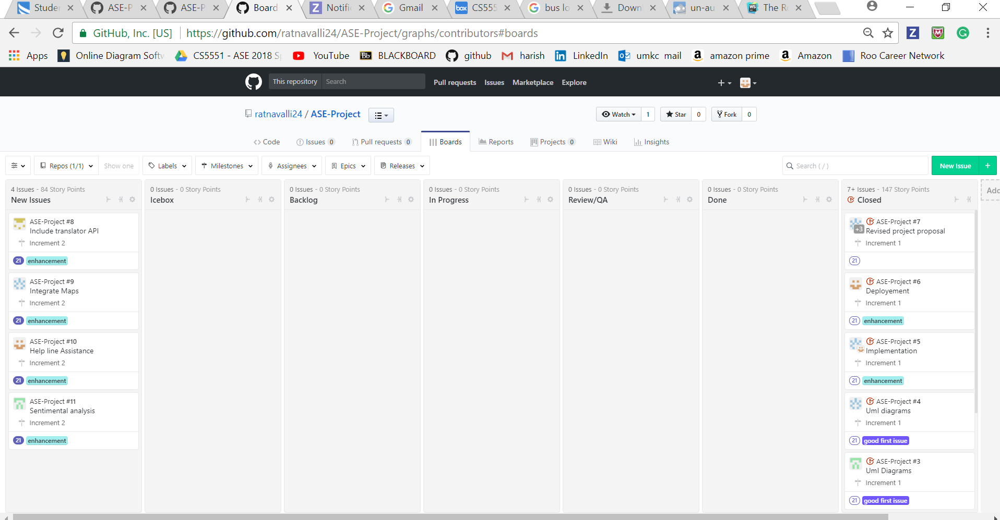 Studer
ASE-P
ASE-P
Board
Notifi
Gmail
CS555
bus lo
Down
un-au
The R
GitHub, Inc. [US]
https://github.com/ratnavalli24/ASE-Project/graphs/contributors#boards
Apps
Online Diagram Softw
CS5551 - ASE 2018 Sp
YouTube
Bb
BLACKBOARD
github
harish
LinkedIn
umkc mail
amazon prime
Amazon
Roo Career Network
This repository
Search
Pull requests
Issues
Marketplace
Explore
ratnavalli24 / ASE-Project
Watch 1
Star 0
Fork 0
Code
Issues 0
Pull requests 0
Boards
Reports
Projects 0
Wiki
Insights
Repos (1/1)
Show one
Labels
Milestones
Assignees
Epics
Releases
Search ( / )
New Issue +
4 Issues - 84 Story Points
New Issues
0 Issues - 0 Story Points
Icebox
0 Issues - 0 Story Points
Backlog
0 Issues - 0 Story Points
In Progress
0 Issues - 0 Story Points
Review/QA
0 Issues - 0 Story Points
Done
7+ Issues - 147 Story Points
Closed
Add
ASE-Project #8
Include translator API
Increment 2
21 enhancement
ASE-Project #9
Integrate Maps
Increment 2
21 enhancement
ASE-Project #10
Help line Assistance
Increment 2
21 enhancement
ASE-Project #11
Sentimental analysis
Increment 2
21 enhancement
ASE-Project #7
+3
Revised project proposal
Increment 1
21
ASE-Project #6
Deployement
Increment 1
21 enhancement
ASE-Project #5
Implementation
Increment 1
21 enhancement
ASE-Project #4
Uml diagrams
Increment 1
21 good first issue
ASE-Project #3
Uml Diagrams
Increment 1
21 good first issue